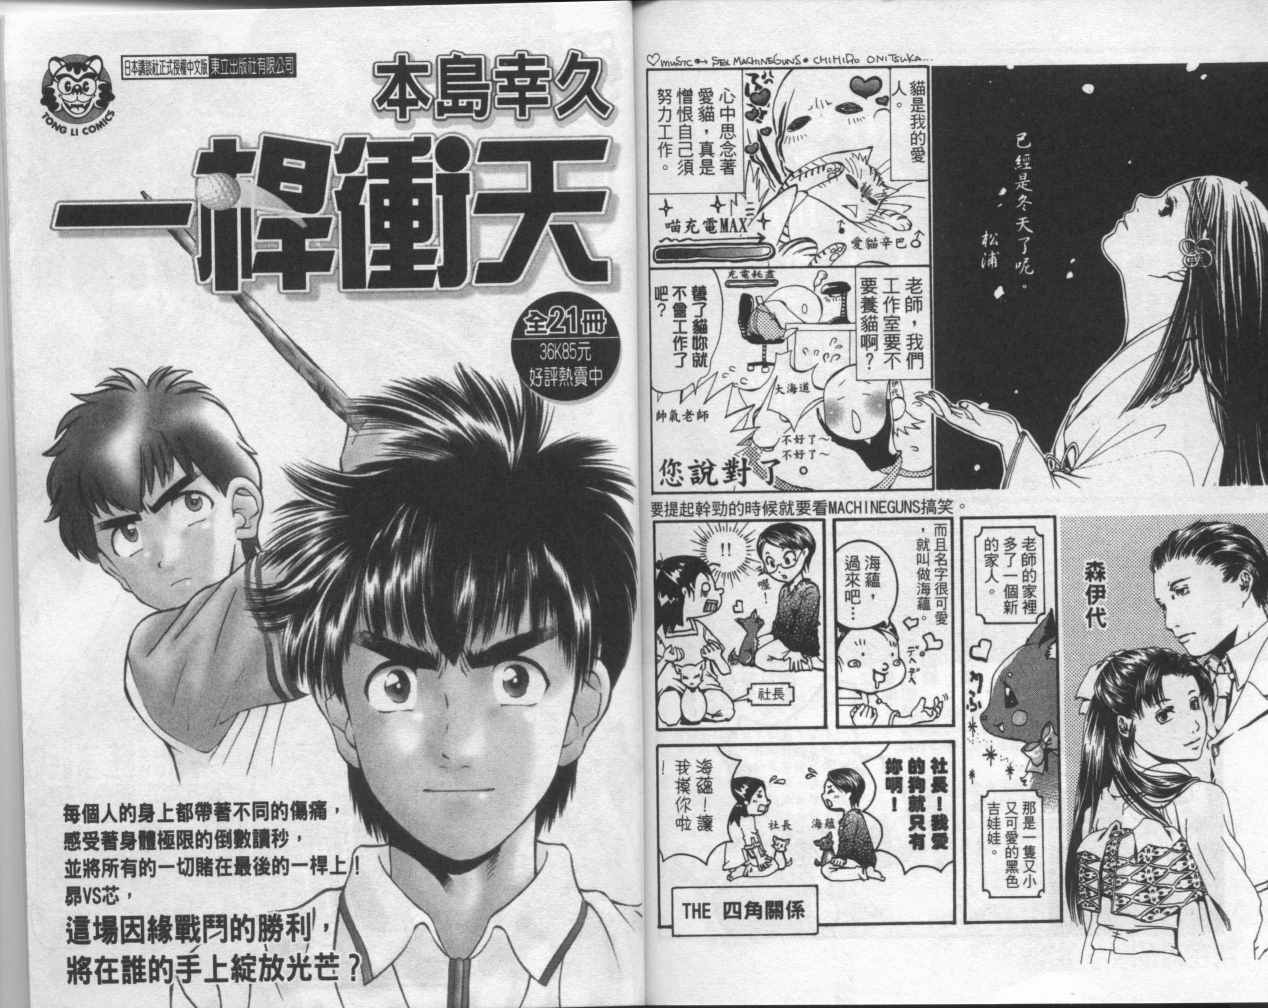 TONG LI COMICS
日本講談社正式授權中文版 東立出版社有限公司
本島幸久
一桿衝天
全21冊
36K85元
好評熱賣中
每個人的身上都帶著不同的傷痛，
感受著身體極限的倒數讀秒，
並將所有的一切賭在最後的一桿上！
昴VS芯，
這場因緣戰鬥的勝利，
將在誰的手上綻放光芒？
♡MUSIC SEX MACHINEGUNS・CHIHIRO ONITSUKA...
已經是冬天了呢。
松浦
貓是我的愛
人。
心中思念著
愛貓，真是
憎恨自己須
努力工作。
喵充電MAX
愛貓辛巴♂
老師，我們
工作室要不
要養貓啊？
充電耗盡
養了貓妳就
不會工作了
吧？
大海道
帥氣老師
不好了～
不好了～
您說對了。
要提起幹勁的時候就要看MACHINEGUNS搞笑。
森伊代
老師的家裡
多了一個新
的家人。
那是一隻又小
又可愛的黑色
吉娃娃。
而且名字很可愛
，就叫做海蘊。
海蘊，
過來吧…
!!
喔！
社長
社長！我愛
的狗就只有
妳啊！
海蘊
社長
海蘊！讓
我摸你啦
！
THE 四角關係